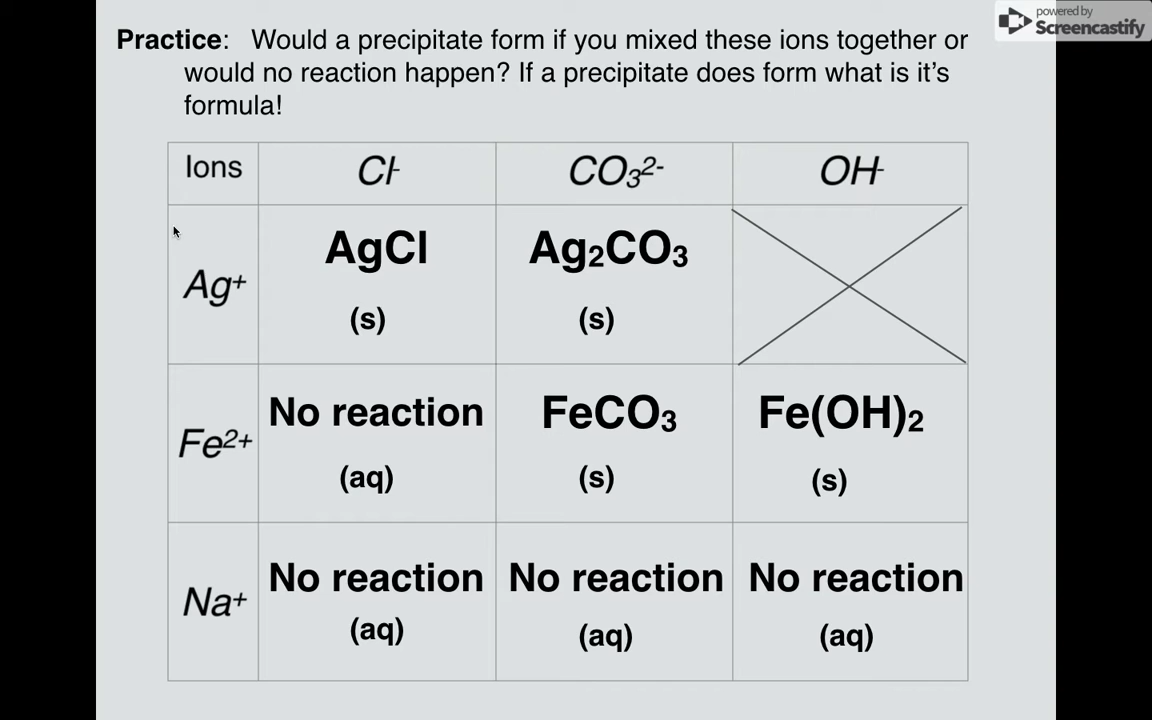 powered by
Screencastify
Practice: Would a precipitate form if you mixed these ions together or
would no reaction happen? If a precipitate does form what is it's
formula!
Ions Cl- CO₃²⁻ OH-
AgCl Ag₂CO₃
Ag⁺
(s) (s)
No reaction FeCO₃ Fe(OH)₂
Fe²⁺
(aq) (s) (s)
No reaction No reaction No reaction
Na⁺
(aq) (aq) (aq)